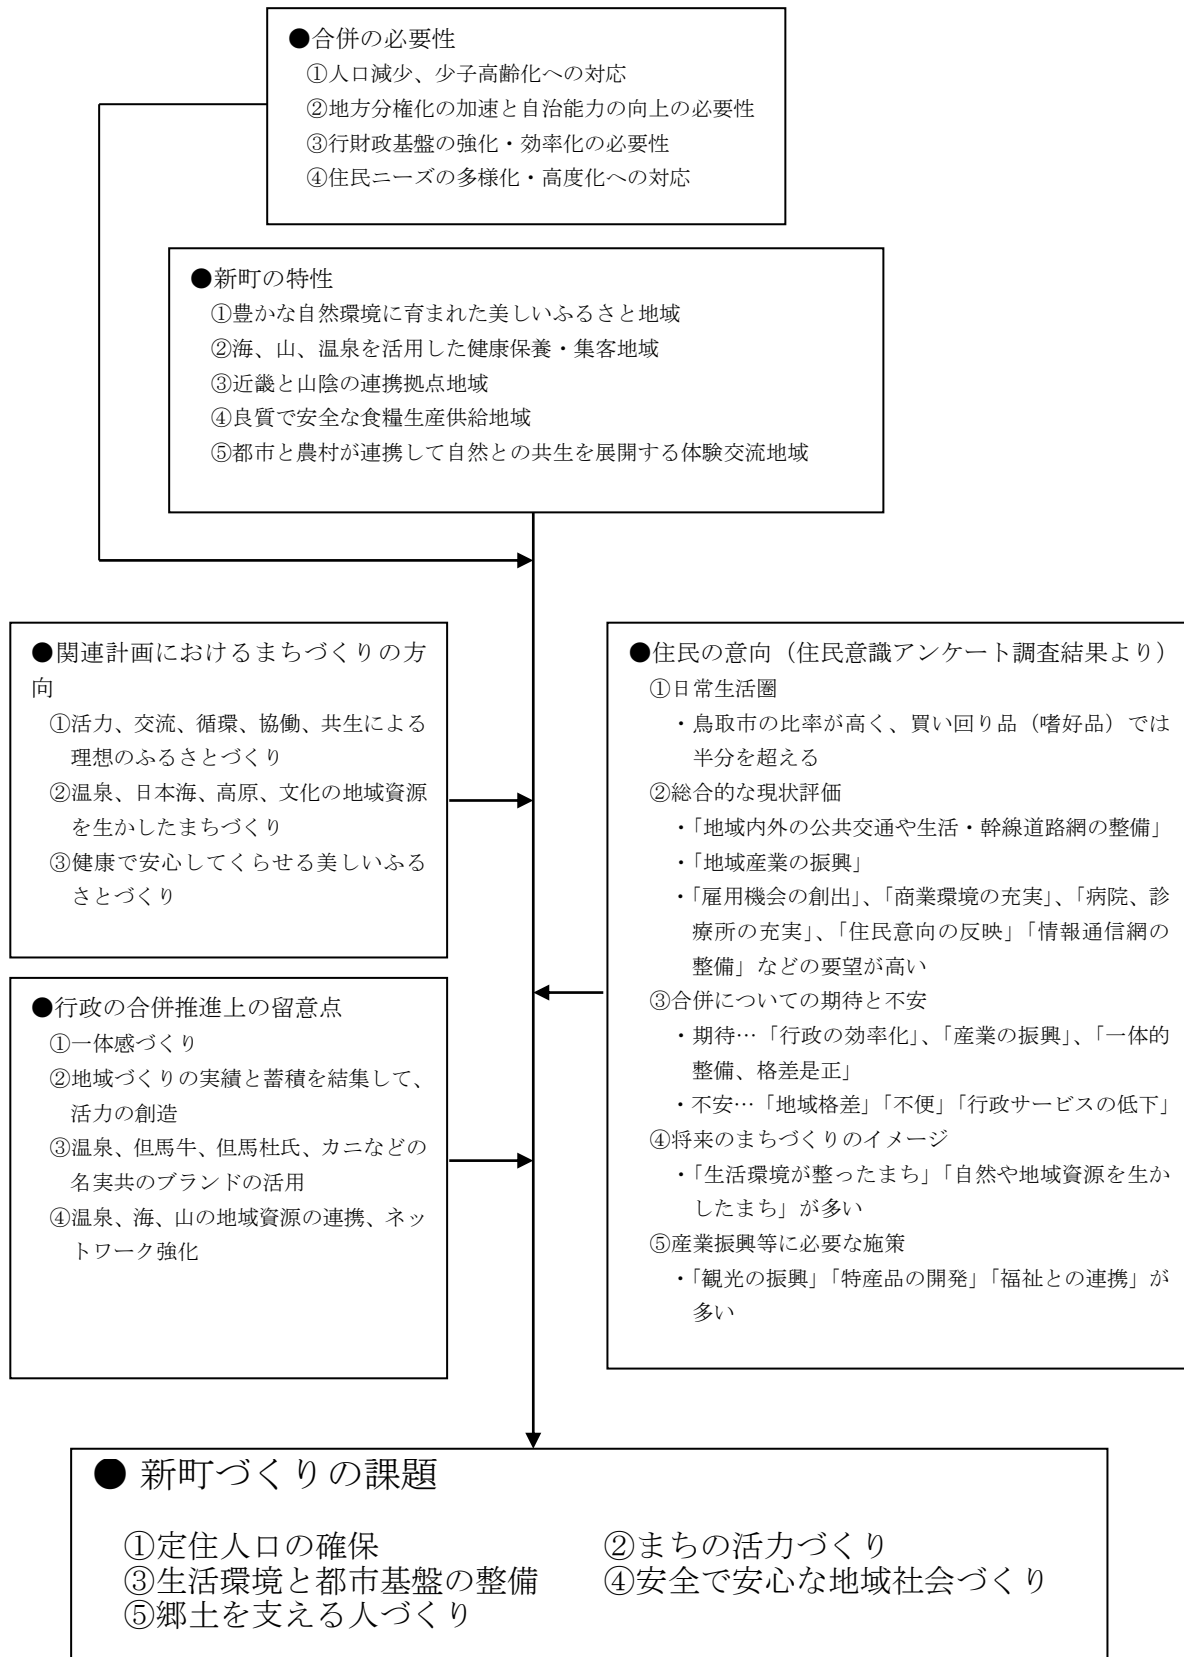 ●合併の必要性
①人口減少、少子高齢化への対応
②地方分権化の加速と自治能力の向上の必要性
③行財政基盤の強化・効率化の必要性
④住民ニーズの多様化・高度化への対応
●新町の特性
①豊かな自然環境に育まれた美しいふるさと地域
②海、山、温泉を活用した健康保養・集客地域
③近畿と山陰の連携拠点地域
④良質で安全な食糧生産供給地域
⑤都市と農村が連携して自然との共生を展開する体験交流地域
●関連計画におけるまちづくりの方
向
①活力、交流、循環、協働、共生による
理想のふるさとづくり
②温泉、日本海、高原、文化の地域資源
を生かしたまちづくり
③健康で安心してくらせる美しいふる
さとづくり
●行政の合併推進上の留意点
①一体感づくり
②地域づくりの実績と蓄積を結集して、
活力の創造
③温泉、但馬牛、但馬杜氏、カニなどの
名実共のブランドの活用
④温泉、海、山の地域資源の連携、ネッ
トワーク強化
●住民の意向（住民意識アンケート調査結果より）
①日常生活圏
・鳥取市の比率が高く、買い回り品（嗜好品）では
半分を超える
②総合的な現状評価
・「地域内外の公共交通や生活・幹線道路網の整備」
・「地域産業の振興」
・「雇用機会の創出」、「商業環境の充実」、「病院、診
療所の充実」、「住民意向の反映」「情報通信網の
整備」などの要望が高い
③合併についての期待と不安
・期待…「行政の効率化」、「産業の振興」、「一体的
整備、格差是正」
・不安…「地域格差」「不便」「行政サービスの低下」
④将来のまちづくりのイメージ
・「生活環境が整ったまち」「自然や地域資源を生か
したまち」が多い
⑤産業振興等に必要な施策
・「観光の振興」「特産品の開発」「福祉との連携」が
多い
● 新町づくりの課題
①定住人口の確保 ②まちの活力づくり
③生活環境と都市基盤の整備 ④安全で安心な地域社会づくり
⑤郷土を支える人づくり